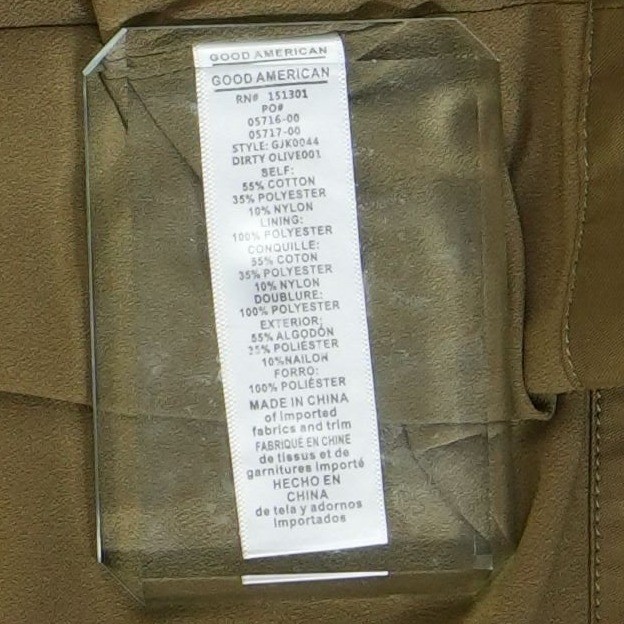 GOOD AMERICAN
GOOD AMERICAN
RN# 151301
PO#
05716-00
05717-00
STYLE: GJK0044
DIRTY OLIVE001
SELF:
55% COTTON
35% POLYESTER
10% NYLON
LINING:
100% POLYESTER
CONQUILLE:
55% COTON
35% POLYESTER
10% NYLON
DOUBLURE:
100% POLYESTER
EXTERIOR:
55% ALGODÓN
35% POLIÉSTER
10%NAILON
FORRO:
100% POLIÉSTER
MADE IN CHINA
of imported
fabrics and trim
FABRIQUÉ EN CHINE
de tissus et de
garnitures importé
HECHO EN
CHINA
de tela y adornos
Importados